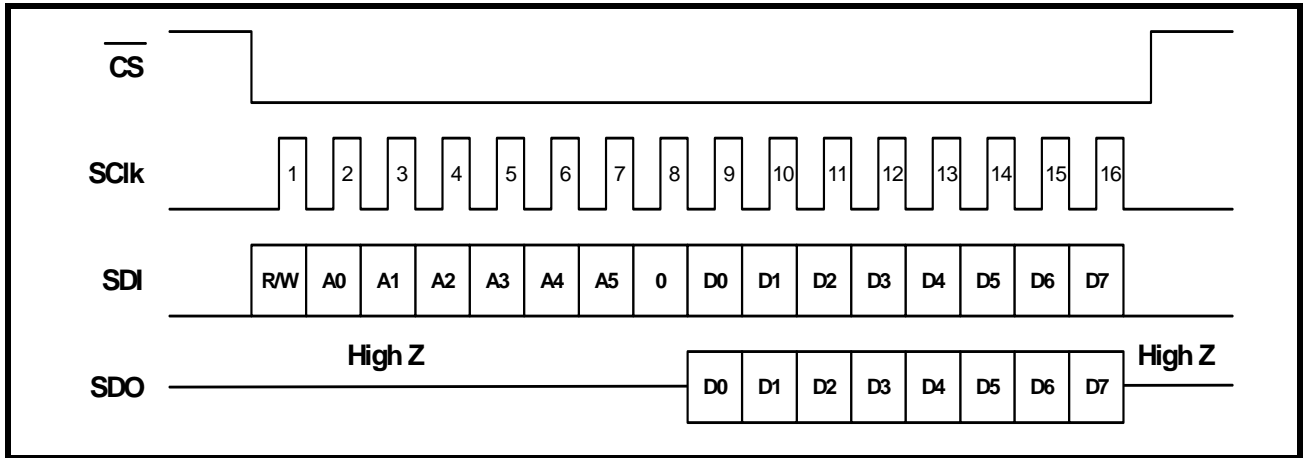 CS
SClk 1 2 3 4 5 6 7 8 9 10 11 12 13 14 15 16
SDI R/W A0 A1 A2 A3 A4 A5 0 D0 D1 D2 D3 D4 D5 D6 D7
High Z High Z
SDO D0 D1 D2 D3 D4 D5 D6 D7